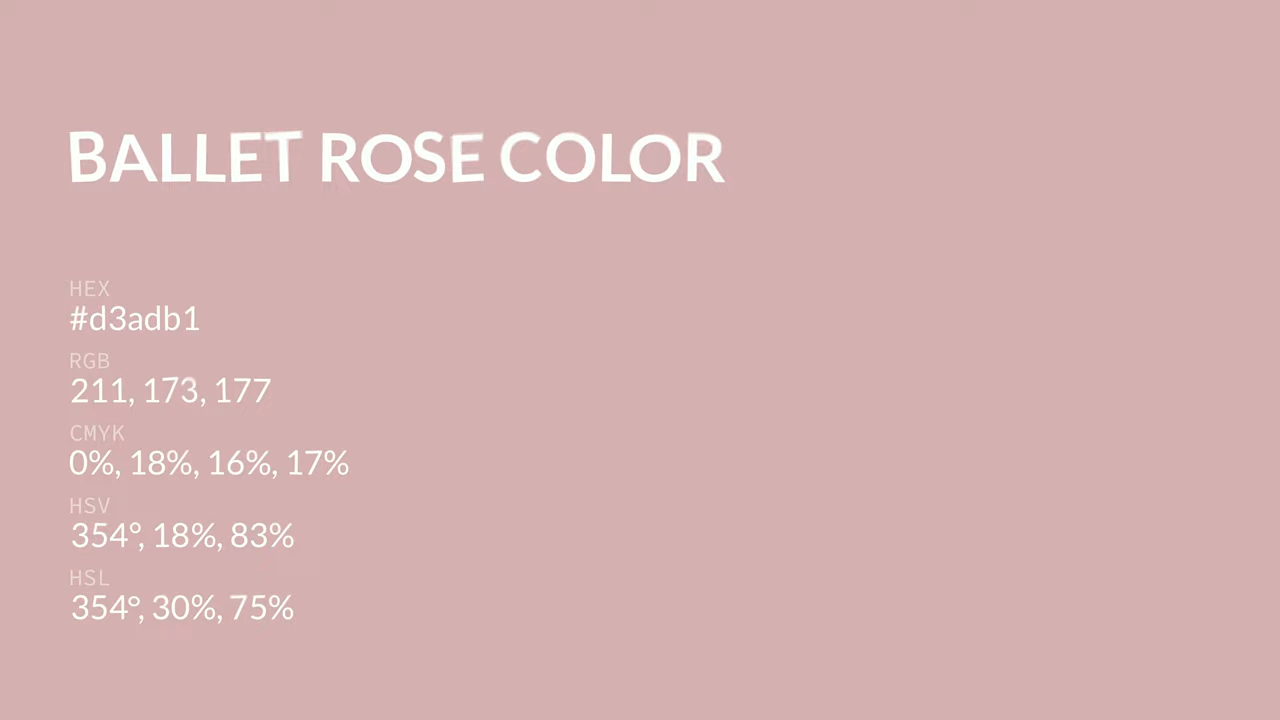 BALLET ROSE COLOR
HEX
#d3adb1
RGB
211, 173, 177
CMYK
0%, 18%, 16%, 17%
HSV
354°, 18%, 83%
HSL
354°, 30%, 75%